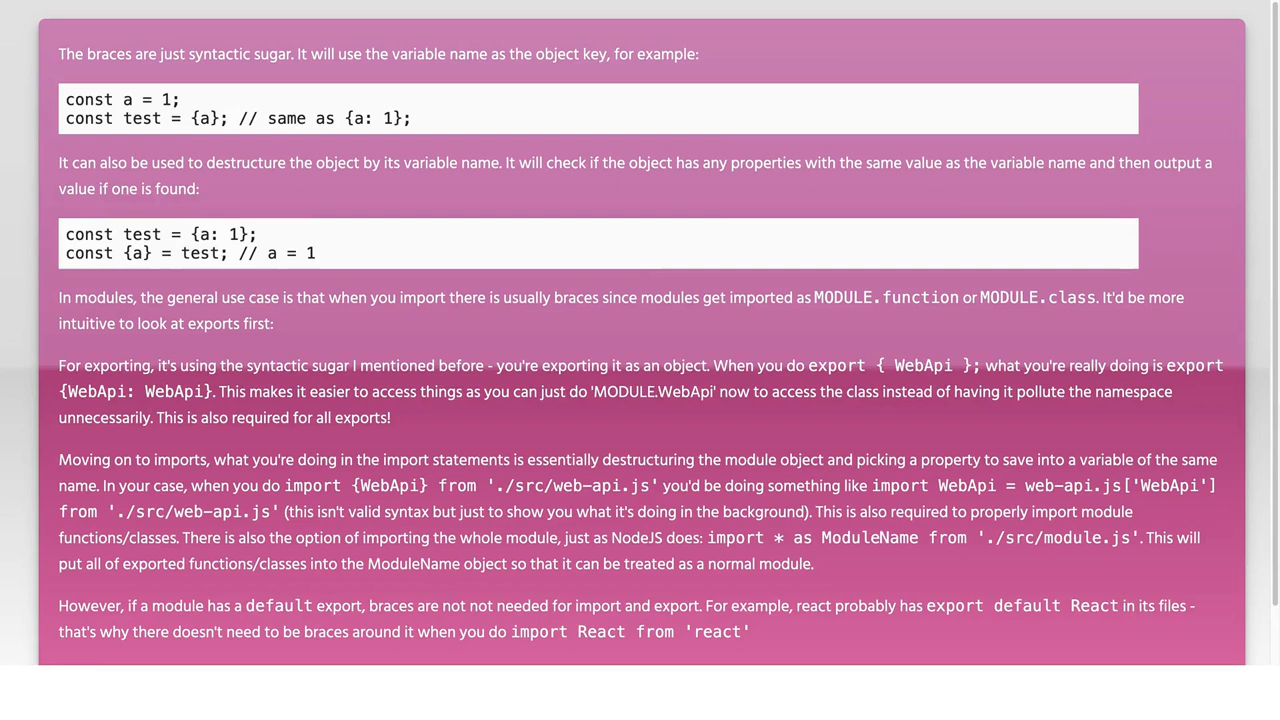 The braces are just syntactic sugar. It will use the variable name as the object key, for example:
const a = 1;
const test = {a}; // same as {a: 1};
It can also be used to destructure the object by its variable name. It will check if the object has any properties with the same value as the variable name and then output a
value if one is found:
const test = {a: 1};
const {a} = test; // a = 1
In modules, the general use case is that when you import there is usually braces since modules get imported as MODULE.function or MODULE.class. It'd be more
intuitive to look at exports first:
For exporting, it's using the syntactic sugar I mentioned before - you're exporting it as an object. When you do export { WebApi }; what you're really doing is export
{WebApi: WebApi}. This makes it easier to access things as you can just do 'MODULE.WebApi' now to access the class instead of having it pollute the namespace
unnecessarily. This is also required for all exports!
Moving on to imports, what you're doing in the import statements is essentially destructuring the module object and picking a property to save into a variable of the same
name. In your case, when you do import {WebApi} from './src/web-api.js' you'd be doing something like import WebApi = web-api.js['WebApi']
from './src/web-api.js' (this isn't valid syntax but just to show you what it's doing in the background). This is also required to properly import module
functions/classes. There is also the option of importing the whole module, just as NodeJS does: import * as ModuleName from './src/module.js'. This will
put all of exported functions/classes into the ModuleName object so that it can be treated as a normal module.
However, if a module has a default export, braces are not not needed for import and export. For example, react probably has export default React in its files -
that's why there doesn't need to be braces around it when you do import React from 'react'